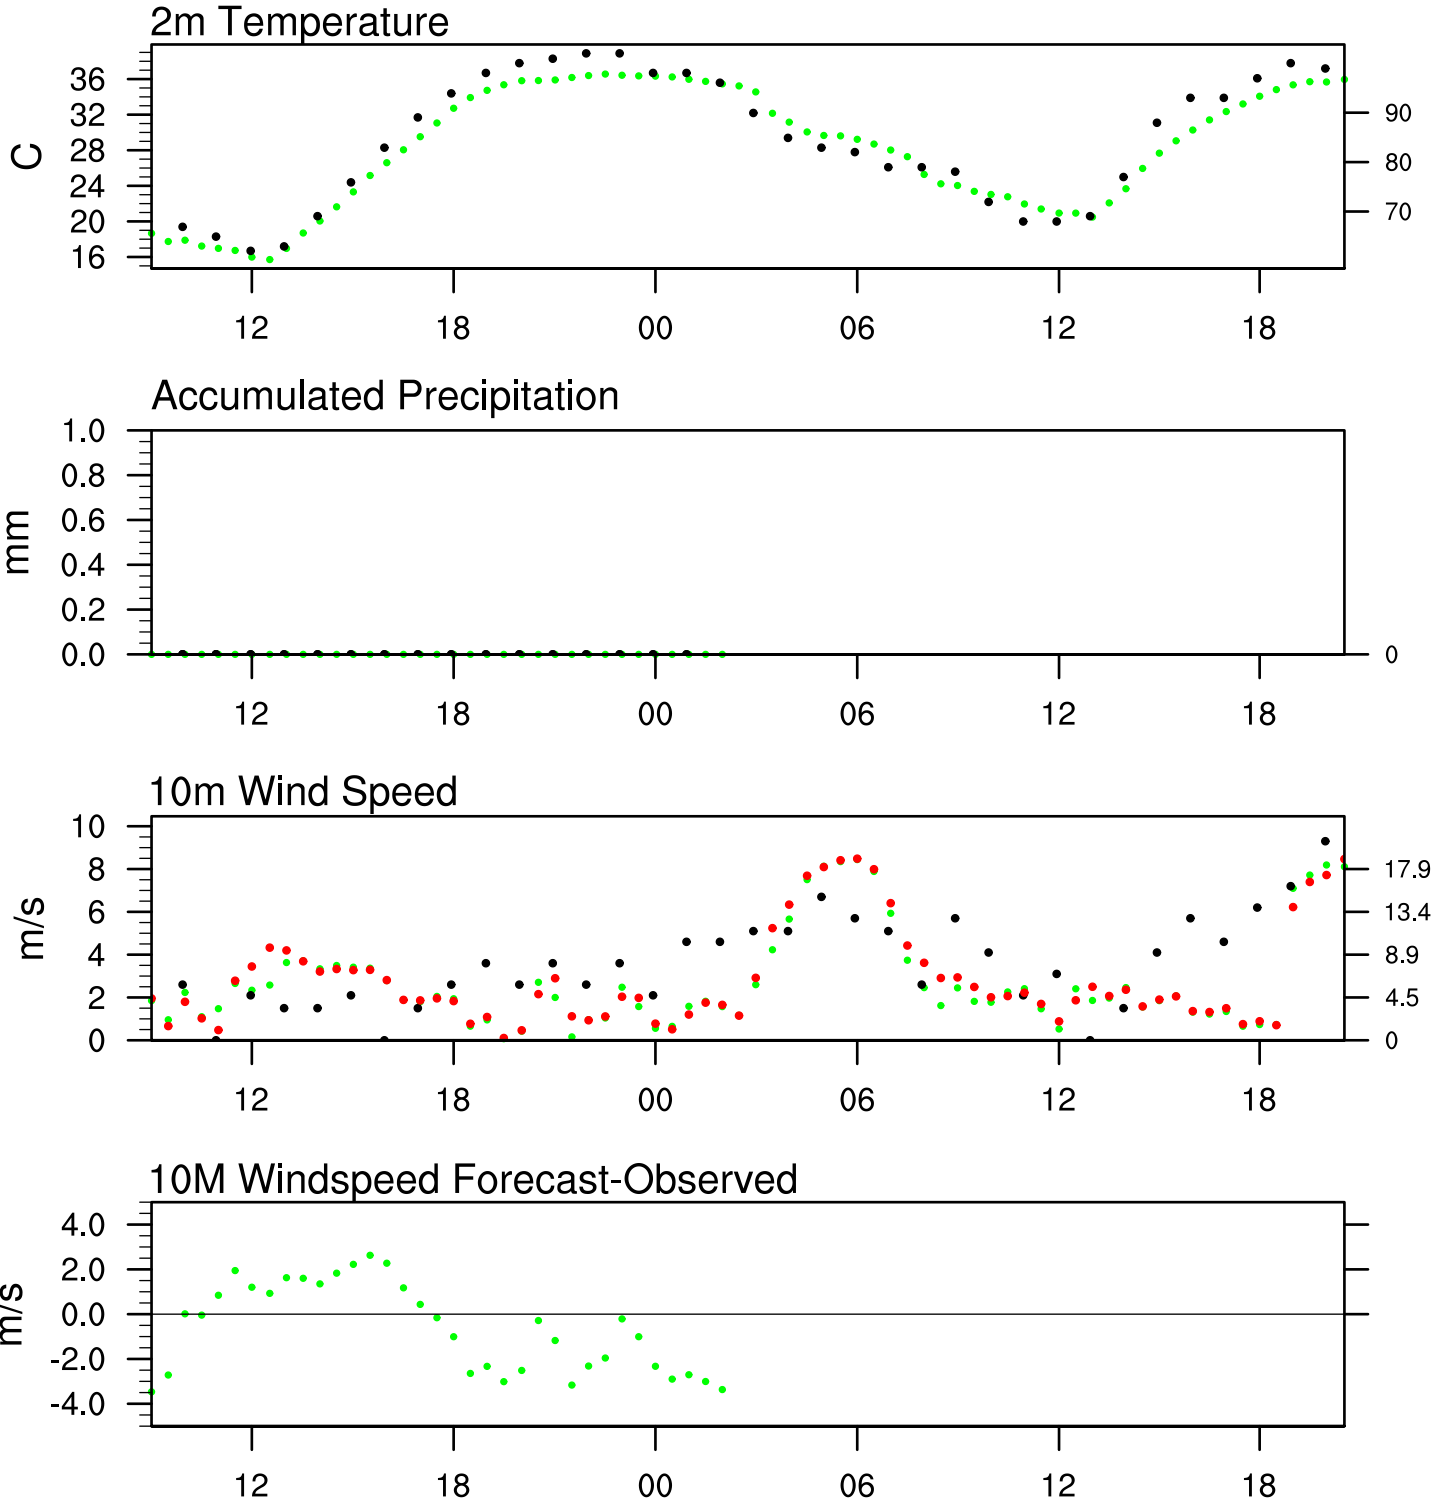 2m Temperature
C
36
32
28
24
20
16
90
80
70
12 18 00 06 12 18
Accumulated Precipitation
mm
1.0
0.8
0.6
0.4
0.2
0.0
0
12 18 00 06 12 18
10m Wind Speed
m/s
10
8
6
4
2
0
17.9
13.4
8.9
4.5
0
12 18 00 06 12 18
10M Windspeed Forecast-Observed
m/s
4.0
2.0
0.0
-2.0
-4.0
12 18 00 06 12 18